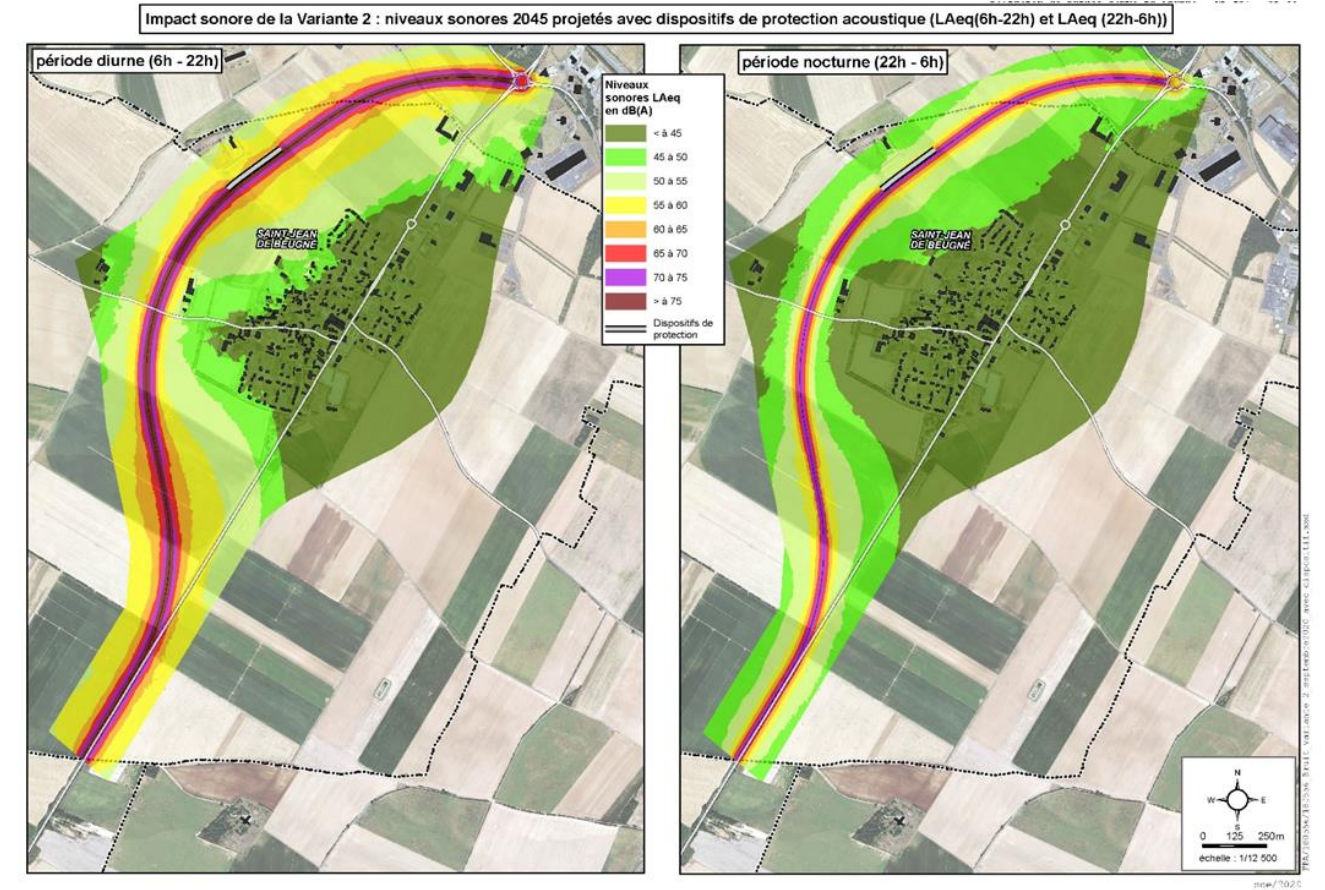 Impact sonore de la Variante 2 : niveaux sonores 2045 projetés avec dispositifs de protection acoustique (LAeq(6h-22h) et LAeq (22h-6h))
période diurne (6h - 22h)
période nocturne (22h - 6h)
Niveaux
sonores LAeq
en dB(A)
< à 45
45 à 50
50 à 55
55 à 60
60 à 65
65 à 70
70 à 75
> à 75
Dispositifs de
protection
SAINT-JEAN
DE BEUGNÉ
SAINT-JEAN
DE BEUGNÉ
N
W E
S
0 125 250m
échelle : 1/12 500